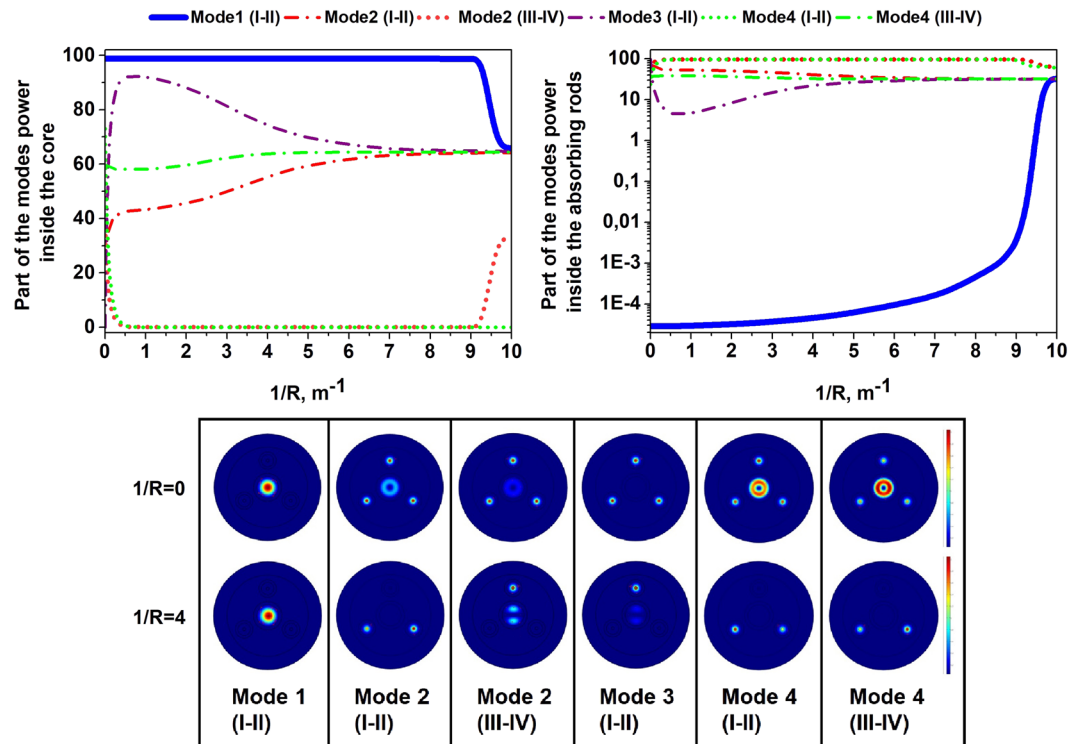 Mode1 (I-II) Mode2 (I-II) Mode2 (III-IV) Mode3 (I-II) Mode4 (I-II) Mode4 (III-IV)
Part of the modes power
inside the core
100
80
60
40
20
0
0 1 2 3 4 5 6 7 8 9 10
1/R, m⁻¹
Part of the modes power
inside the absorbing rods
100
10
1
0,1
0,01
1E-3
1E-4
0 1 2 3 4 5 6 7 8 9 10
1/R, m⁻¹
1/R=0
1/R=4
Mode 1 Mode 2 Mode 2 Mode 3 Mode 4 Mode 4
(I-II) (I-II) (III-IV) (I-II) (I-II) (III-IV)